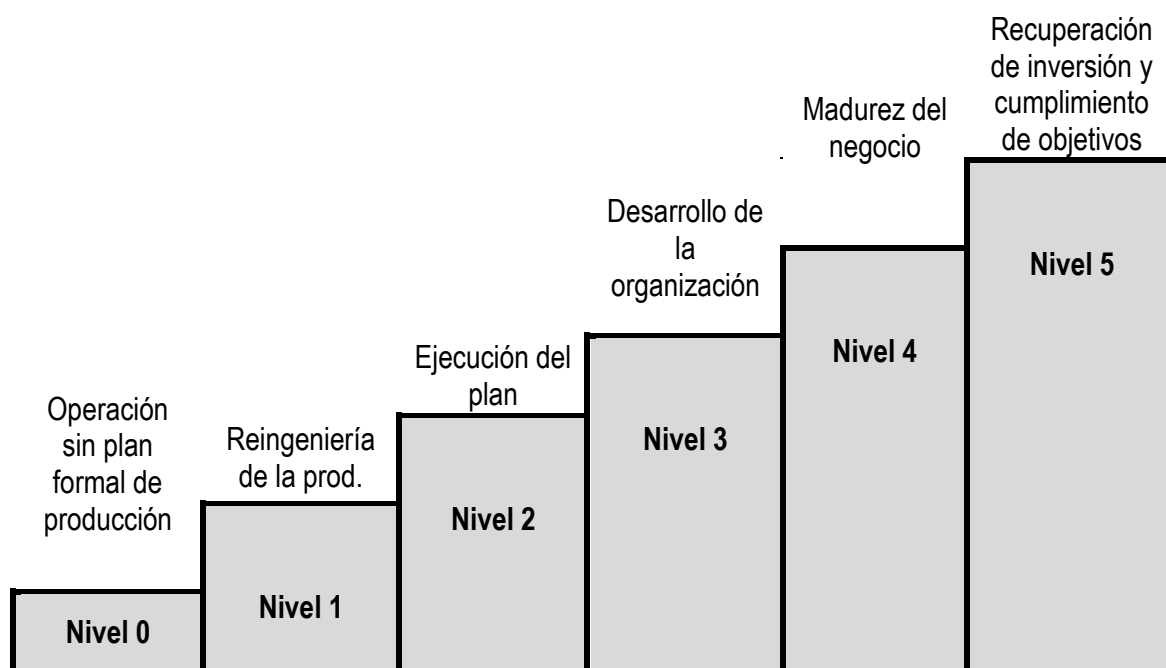 Operación
sin plan
formal de
producción
Nivel 0
Reingeniería
de la prod.
Nivel 1
Ejecución del
plan
Nivel 2
Desarrollo de
la
organización
Nivel 3
Madurez del
negocio
Nivel 4
Recuperación
de inversión y
cumplimiento
de objetivos
Nivel 5